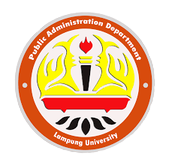 Public Administration Department
Lampung University